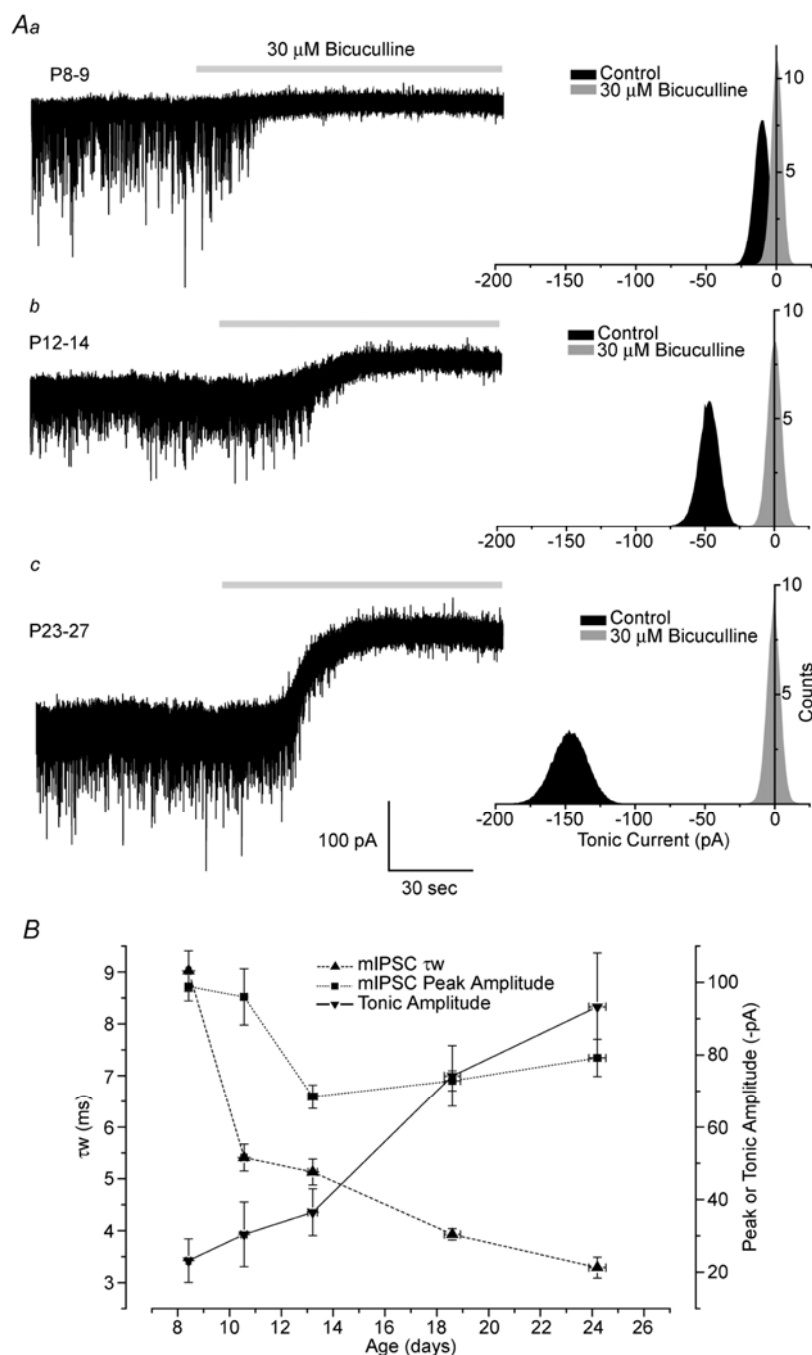 Aa
30 μM Bicuculline
P8-9
Control
30 μM Bicuculline
10
5
-200 -150 -100 -50 0
b
P12-14
Control
30 μM Bicuculline
10
5
-200 -150 -100 -50 0
c
P23-27
Control
30 μM Bicuculline
10
5
Counts
-200 -150 -100 -50 0
Tonic Current (pA)
100 pA
30 sec
B
mIPSC τw
mIPSC Peak Amplitude
Tonic Amplitude
9
8
7
6
5
4
3
τw (ms)
100
80
60
40
20
Peak or Tonic Amplitude (-pA)
8 10 12 14 16 18 20 22 24 26
Age (days)